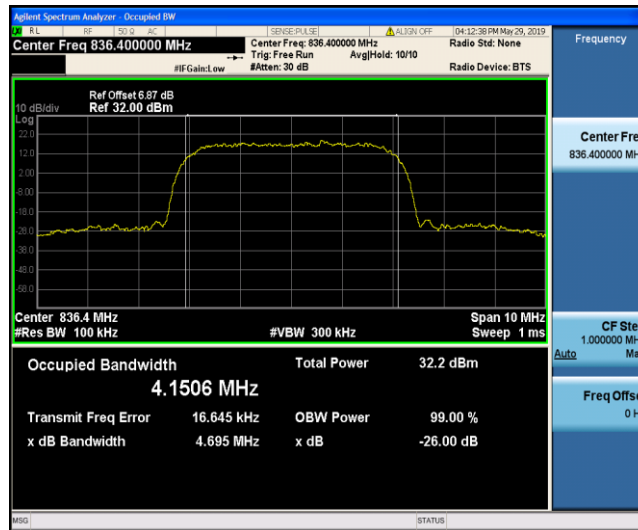 Agilent Spectrum Analyzer - Occupied BW
RL RF 50 Ω AC SENSE:PULSE ALIGN OFF 04:12:38 PM May 29, 2019
Center Freq 836.400000 MHz Center Freq: 836.400000 MHz Radio Std: None
Trig: Free Run Avg|Hold: 10/10
#IFGain:Low #Atten: 30 dB Radio Device: BTS
Ref Offset 6.87 dB
10 dB/div Ref 32.00 dBm
Log
22.0
12.0
2.00
-8.00
-18.0
-28.0
-38.0
-48.0
-58.0
Center 836.4 MHz Span 10 MHz
#Res BW 100 kHz #VBW 300 kHz Sweep 1 ms
Occupied Bandwidth Total Power 32.2 dBm
4.1506 MHz
Transmit Freq Error 16.645 kHz OBW Power 99.00 %
x dB Bandwidth 4.695 MHz x dB -26.00 dB
MSG STATUS
Frequency
Center Fre
836.400000 MH
CF Ste
1.000000 MH
Auto Ma
Freq Offse
0 H